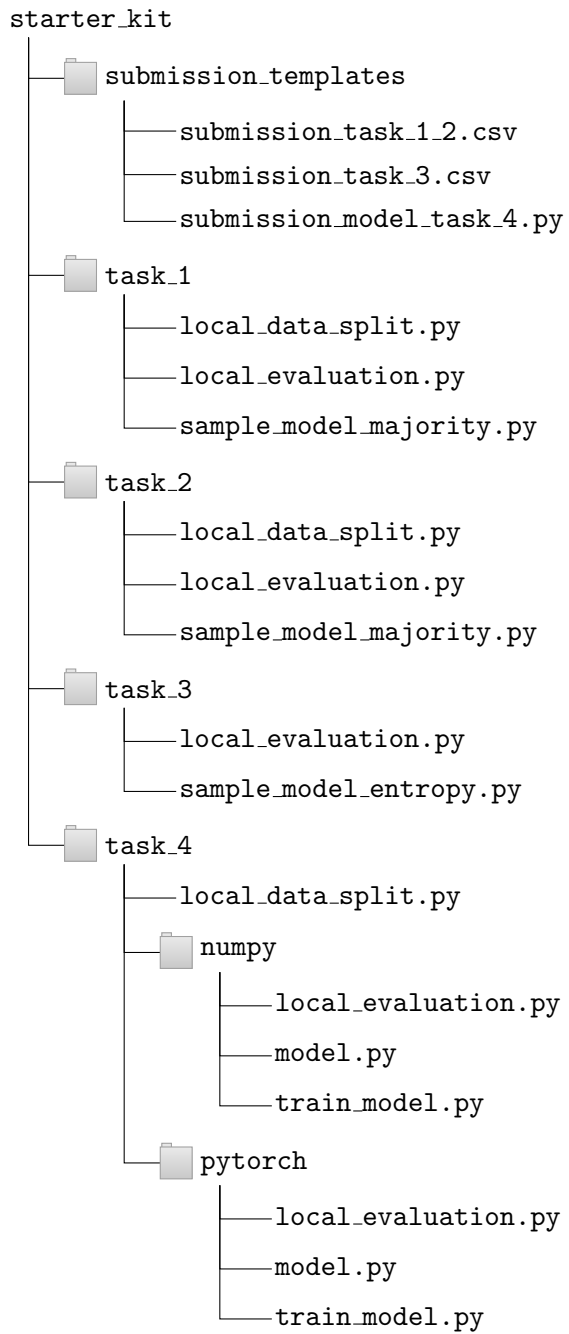 starter_kit
submission_templates
submission_task_1_2.csv
submission_task_3.csv
submission_model_task_4.py
task_1
local_data_split.py
local_evaluation.py
sample_model_majority.py
task_2
local_data_split.py
local_evaluation.py
sample_model_majority.py
task_3
local_evaluation.py
sample_model_entropy.py
task_4
local_data_split.py
numpy
local_evaluation.py
model.py
train_model.py
pytorch
local_evaluation.py
model.py
train_model.py